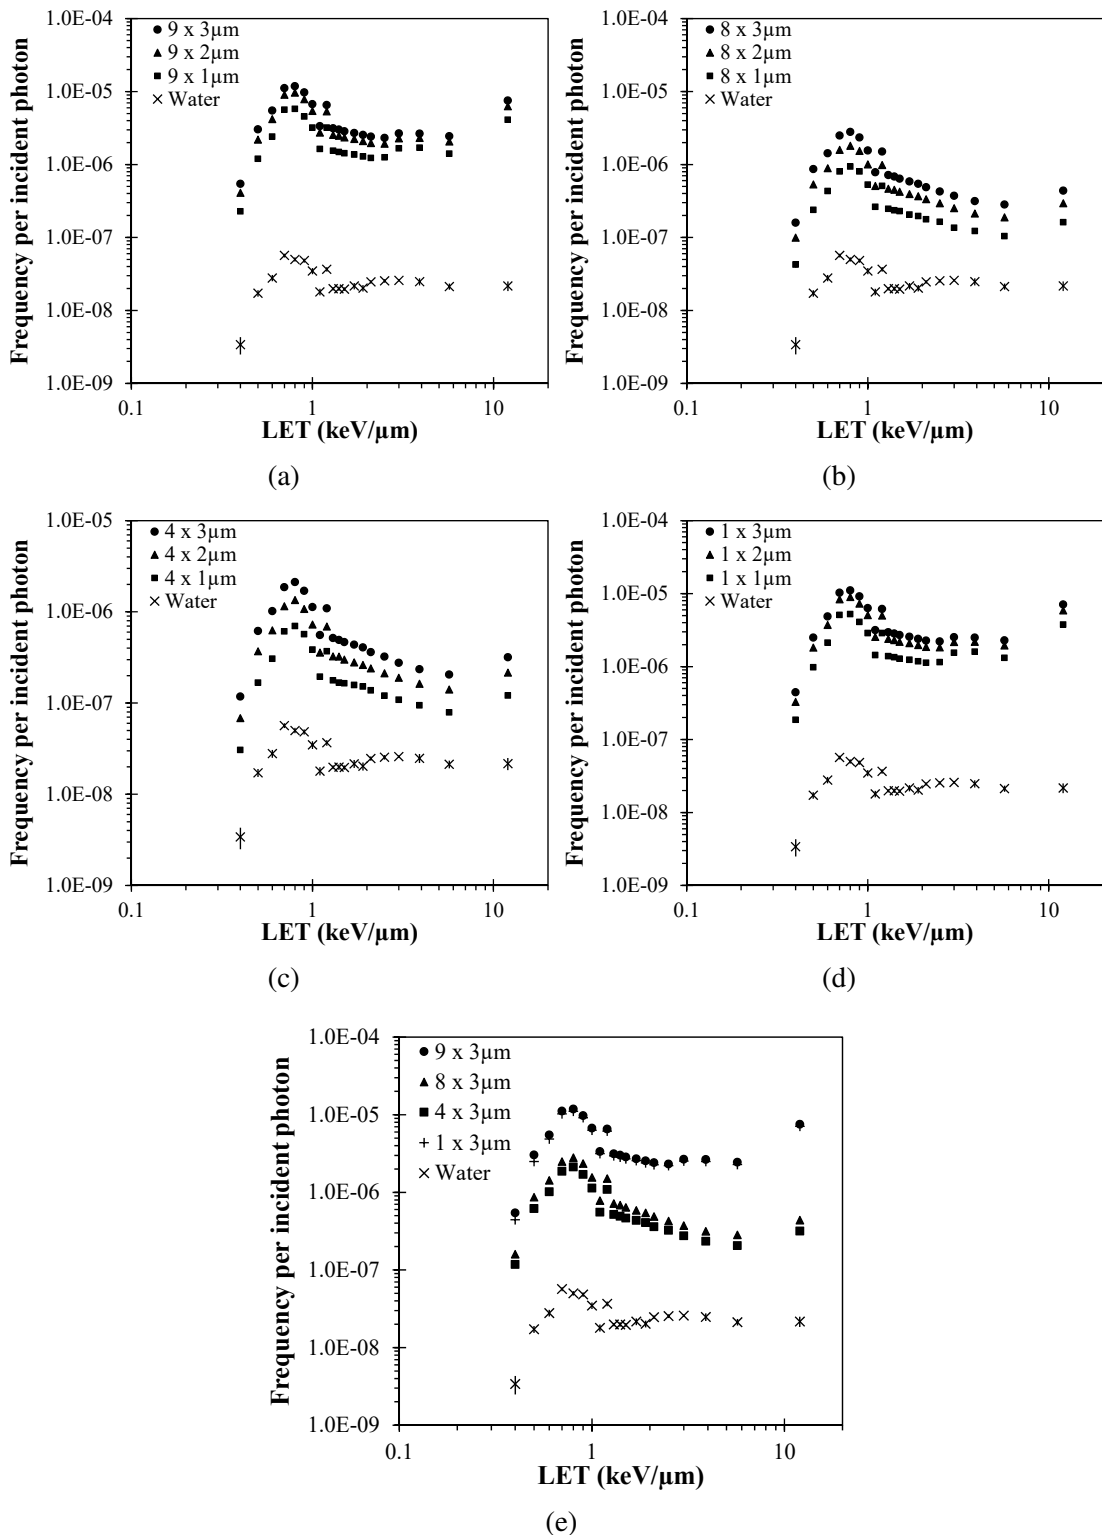 1.0E-04
1.0E-05
1.0E-06
1.0E-07
1.0E-08
1.0E-09
Frequency per incident photon
9 x 3µm
9 x 2µm
9 x 1µm
Water
0.1
1
10
LET (keV/µm)
(a)
1.0E-04
1.0E-05
1.0E-06
1.0E-07
1.0E-08
1.0E-09
Frequency per incident photon
8 x 3µm
8 x 2µm
8 x 1µm
Water
0.1
1
10
LET (keV/µm)
(b)
1.0E-05
1.0E-06
1.0E-07
1.0E-08
1.0E-09
Frequency per incident photon
4 x 3µm
4 x 2µm
4 x 1µm
Water
0.1
1
10
LET (keV/µm)
(c)
1.0E-04
1.0E-05
1.0E-06
1.0E-07
1.0E-08
1.0E-09
Frequency per incident photon
1 x 3µm
1 x 2µm
1 x 1µm
Water
0.1
1
10
LET (keV/µm)
(d)
1.0E-04
1.0E-05
1.0E-06
1.0E-07
1.0E-08
1.0E-09
Frequency per incident photon
9 x 3µm
8 x 3µm
4 x 3µm
1 x 3µm
Water
0.1
1
10
LET (keV/µm)
(e)